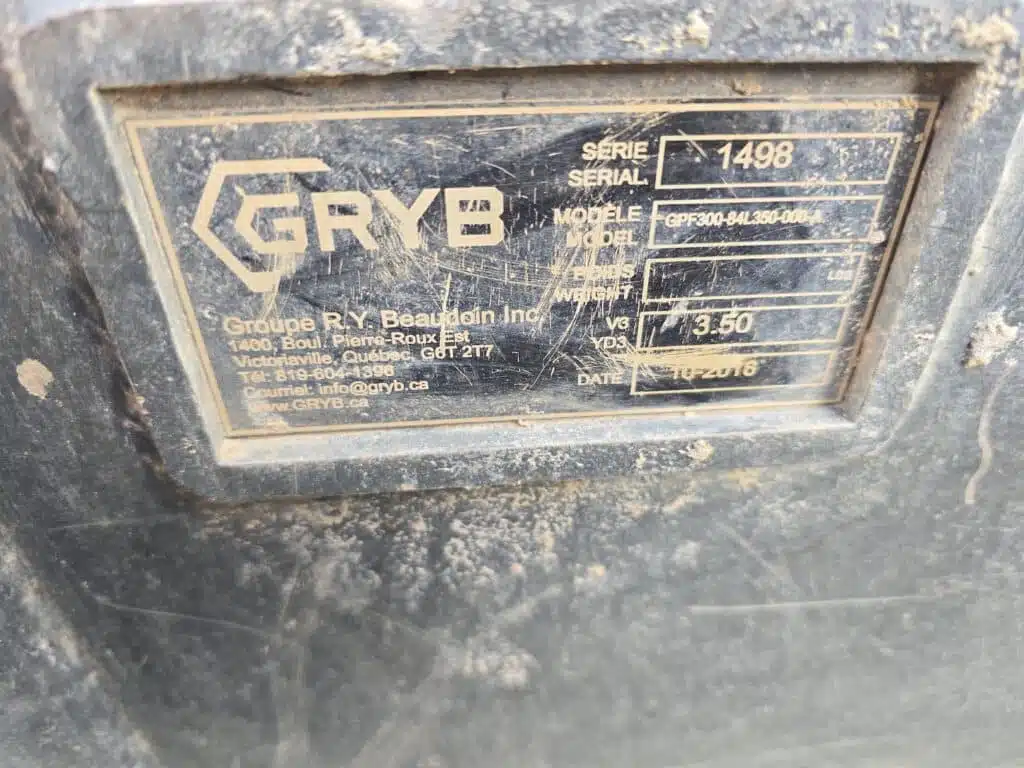 GRYB
Groupe R.Y. Beaudoin Inc.
1400, Boul. Pierre-Roux Est
Victoriaville, Québec G6T 2T7
Tél: 819-604-1396
Courriel: info@gryb.ca
www.GRYB.ca
SÉRIE
SERIAL
1498
MODÈLE
MODEL
GPF300-84L350-000-A
POIDS
WEIGHT
LBS
V3
YD3
3.50
DATE
10-2016